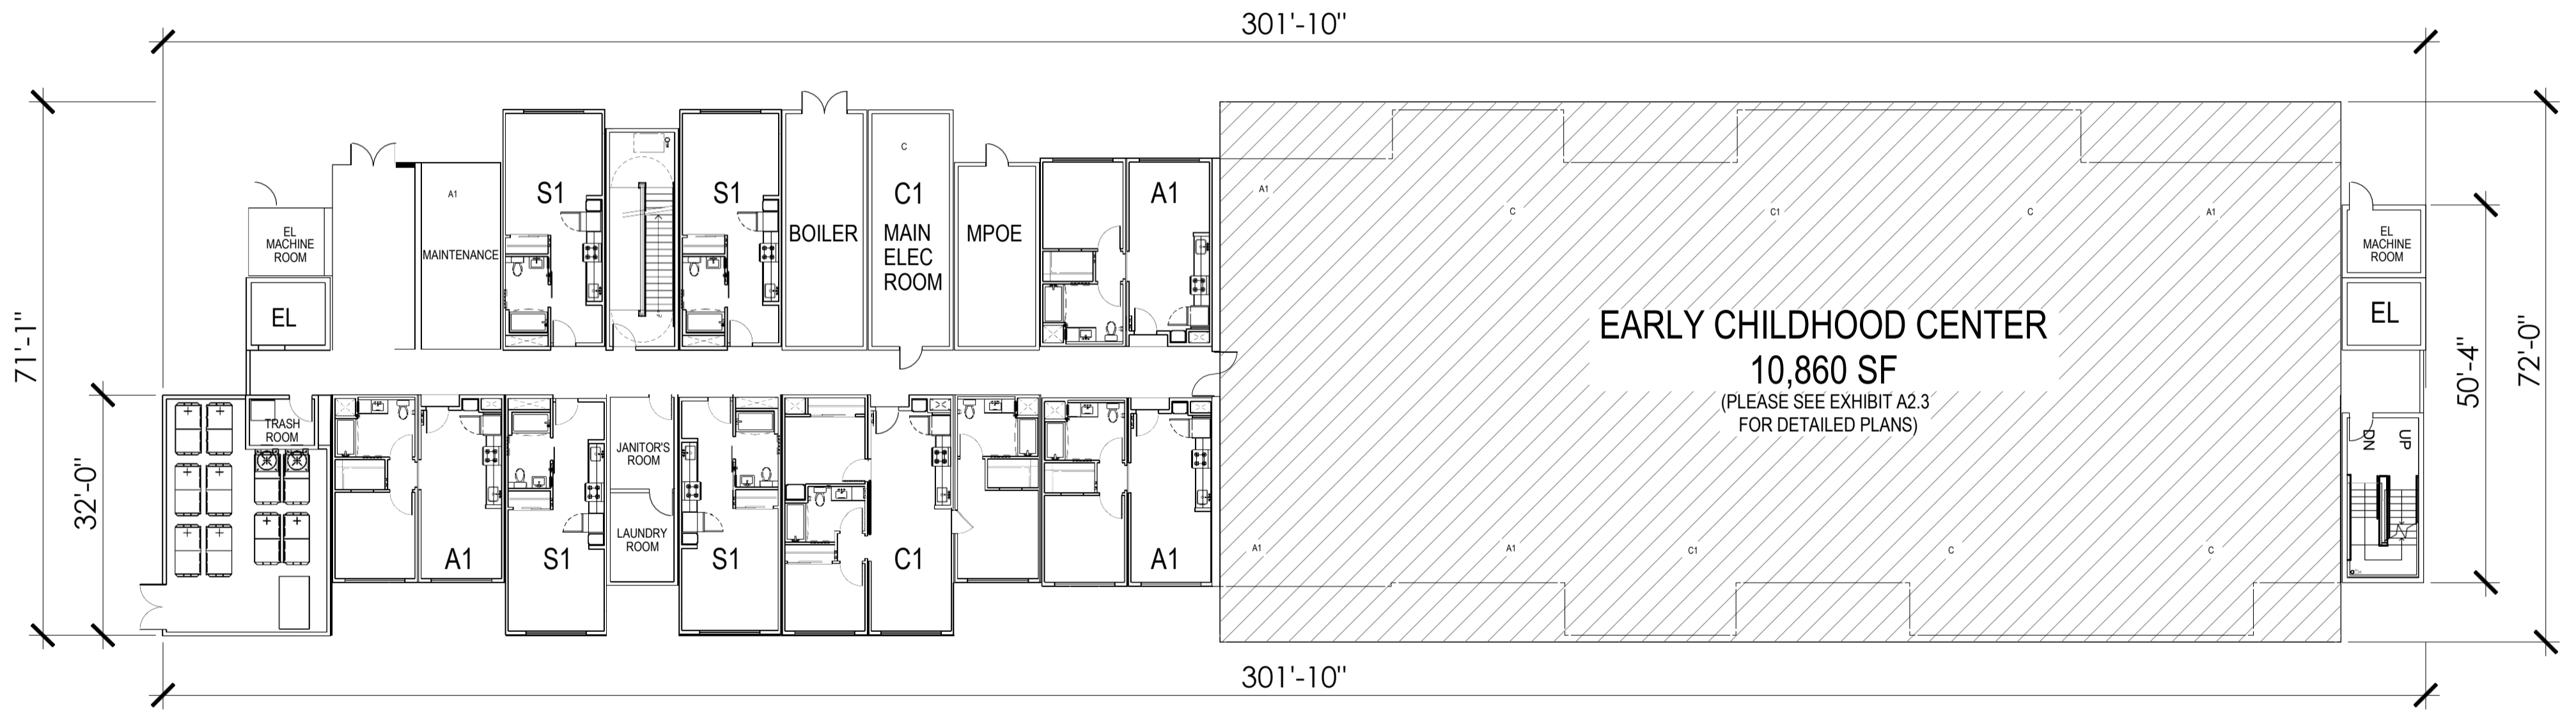 301'-10"
71'-1"
32'-0"
EL
MACHINE
ROOM
EL
A1
MAINTENANCE
S1
S1
BOILER
C
C1
MAIN
ELEC
ROOM
MPOE
A1
A1
C
C1
C
A1
EARLY CHILDHOOD CENTER
10,860 SF
(PLEASE SEE EXHIBIT A2.3
FOR DETAILED PLANS)
EL
MACHINE
ROOM
EL
DN
UP
50'-4"
72'-0"
TRASH
ROOM
A1
S1
JANITOR'S
ROOM
LAUNDRY
ROOM
S1
C1
A1
A1
A1
C1
C
C
301'-10"